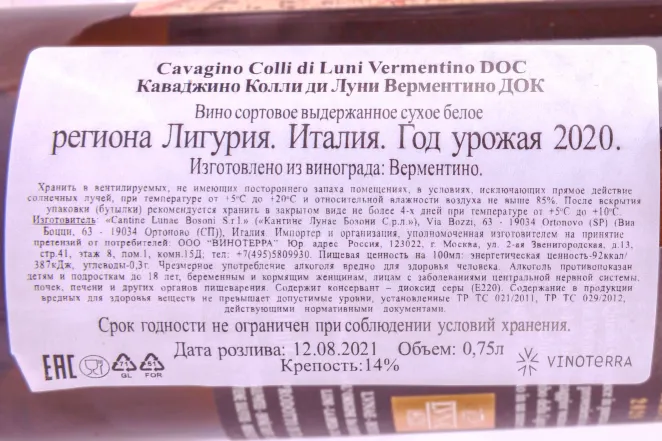 Cavagino Colli di Luni Vermentino DOC
Каваджино Колли ди Луни Верментино ДОК
Вино сортовое выдержанное сухое белое
региона Лигурия. Италия. Год урожая 2020.
Изготовлено из винограда: Верментино.
Хранить в вентилируемых, не имеющих постороннего запаха помещениях, в условиях, исключающих прямое действие
солнечных лучей, при температуре от +5°C до +20°C и относительной влажности воздуха не выше 85%. После вскрытия
упаковки (бутылки) рекомендуется хранить в закрытом виде не более 4-х дней при температуре от +5°C до +10°C.
Изготовитель: «Cantine Lunae Bosoni S.r.l.» («Кантине Лунае Бозони С.р.л.»), Via Bozzi, 63 - 19034 Ortonovo (SP) (Виа
Боцци, 63 - 19034 Ортоново (СП)), Италия. Импортер и организация, уполномоченная изготовителем на принятие
претензий от потребителей: ООО "ВИНОТЕРРА" Юр. адрес: Россия, 123022, г. Москва, ул. 2-ая Звенигородская, д.13,
стр.41, этаж 8, пом.1, комн.15Д; тел: +7(495)5809930. Пищевая ценность на 100мл: энергетическая ценность-92ккал/
387кДж, углеводы-0,3г. Чрезмерное употребление алкоголя вредно для здоровья человека. Алкоголь противопоказан
детям и подросткам до 18 лет, беременным и кормящим женщинам, лицам с заболеваниями центральной нервной системы,
почек, печени и других органов пищеварения. Содержит консервант – диоксид серы (Е220). Содержание в продукции
вредных для здоровья веществ не превышает допустимые уровни, установленные ТР ТС 021/2011, ТР ТС 029/2012,
действующими нормативными документами.
Срок годности не ограничен при соблюдении условий хранения.
Дата розлива: 12.08.2021 Объем: 0,75л
Крепость:14%
EAC 71 GL 51 FOR
VINOTERRA